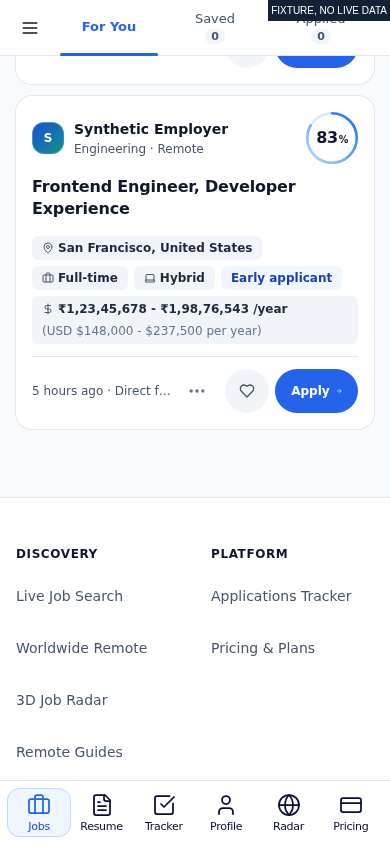 FIXTURE, NO LIVE DATA
For You
Saved
0
Applied
0
S
Synthetic Employer
Engineering · Remote
83%
Frontend Engineer, Developer
Experience
San Francisco, United States
Full-time
Hybrid
Early applicant
₹1,23,45,678 - ₹1,98,76,543 /year
(USD $148,000 - $237,500 per year)
5 hours ago · Direct f...
Apply →
DISCOVERY
PLATFORM
Live Job Search
Applications Tracker
Worldwide Remote
Pricing & Plans
3D Job Radar
Remote Guides
Jobs
Resume
Tracker
Profile
Radar
Pricing